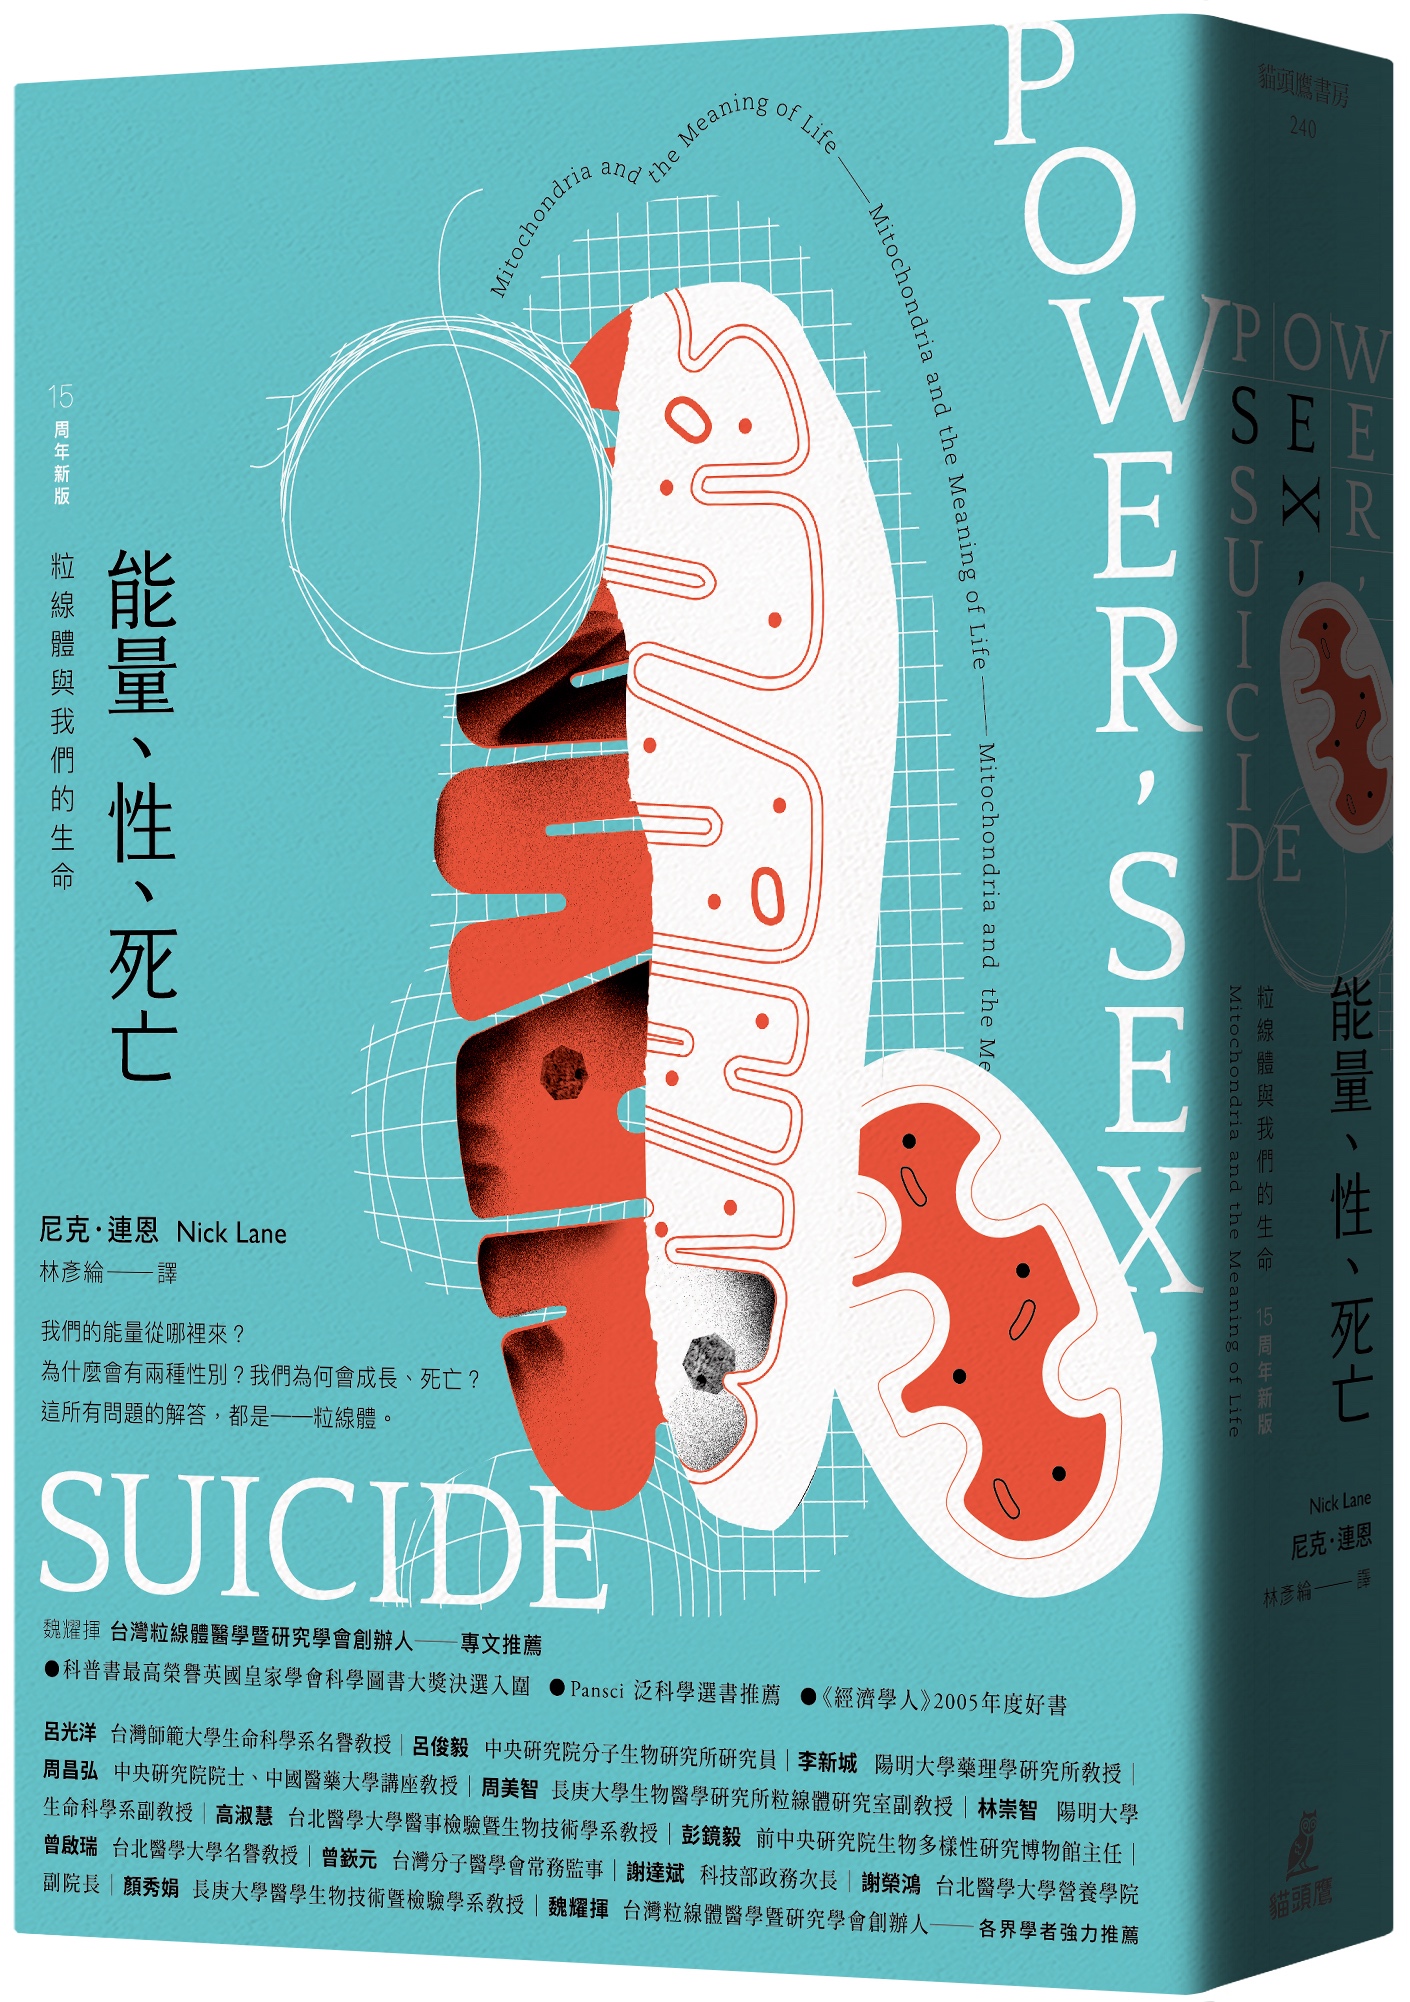 POWER, SEX,
SUICIDE
Mitochondria and the Meaning of Life — Mitochondria and the Meaning of Life — Mitochondria and the Me
15周年新版
能量、性、死亡
粒線體與我們的生命
尼克·連恩 Nick Lane
林彥綸——譯
我們的能量從哪裡來？
為什麼會有兩種性別？我們為何會成長、死亡？
這所有問題的解答，都是——粒線體。
魏耀揮 台灣粒線體醫學暨研究學會創辦人——專文推薦
●科普書最高榮譽英國皇家學會科學圖書大獎決選入圍 ●Pansci 泛科學選書推薦 ●《經濟學人》2005年度好書
呂光洋 台灣師範大學生命科學系名譽教授｜呂俊毅 中央研究院分子生物研究所研究員｜李新城 陽明大學藥理學研究所教授｜
周昌弘 中央研究院院士、中國醫藥大學講座教授｜周美智 長庚大學生物醫學研究所粒線體研究室副教授｜林崇智 陽明大學
生命科學系副教授｜高淑慧 台北醫學大學醫事檢驗暨生物技術學系教授｜彭鏡毅 前中央研究院生物多樣性研究博物館主任｜
曾啟瑞 台北醫學大學名譽教授｜曾嶔元 台灣分子醫學會常務監事｜謝達斌 科技部政務次長｜謝榮鴻 台北醫學大學營養學院
副院長｜顏秀娟 長庚大學醫學生物技術暨檢驗學系教授｜魏耀揮 台灣粒線體醫學暨研究學會創辦人——各界學者強力推薦
貓頭鷹書房
240
POWER,
SEX,
SUICIDE
能量、性、死亡
粒線體與我們的生命 15周年新版
Mitochondria and the Meaning of Life
Nick Lane
尼克·連恩
林彥綸——譯
貓頭鷹